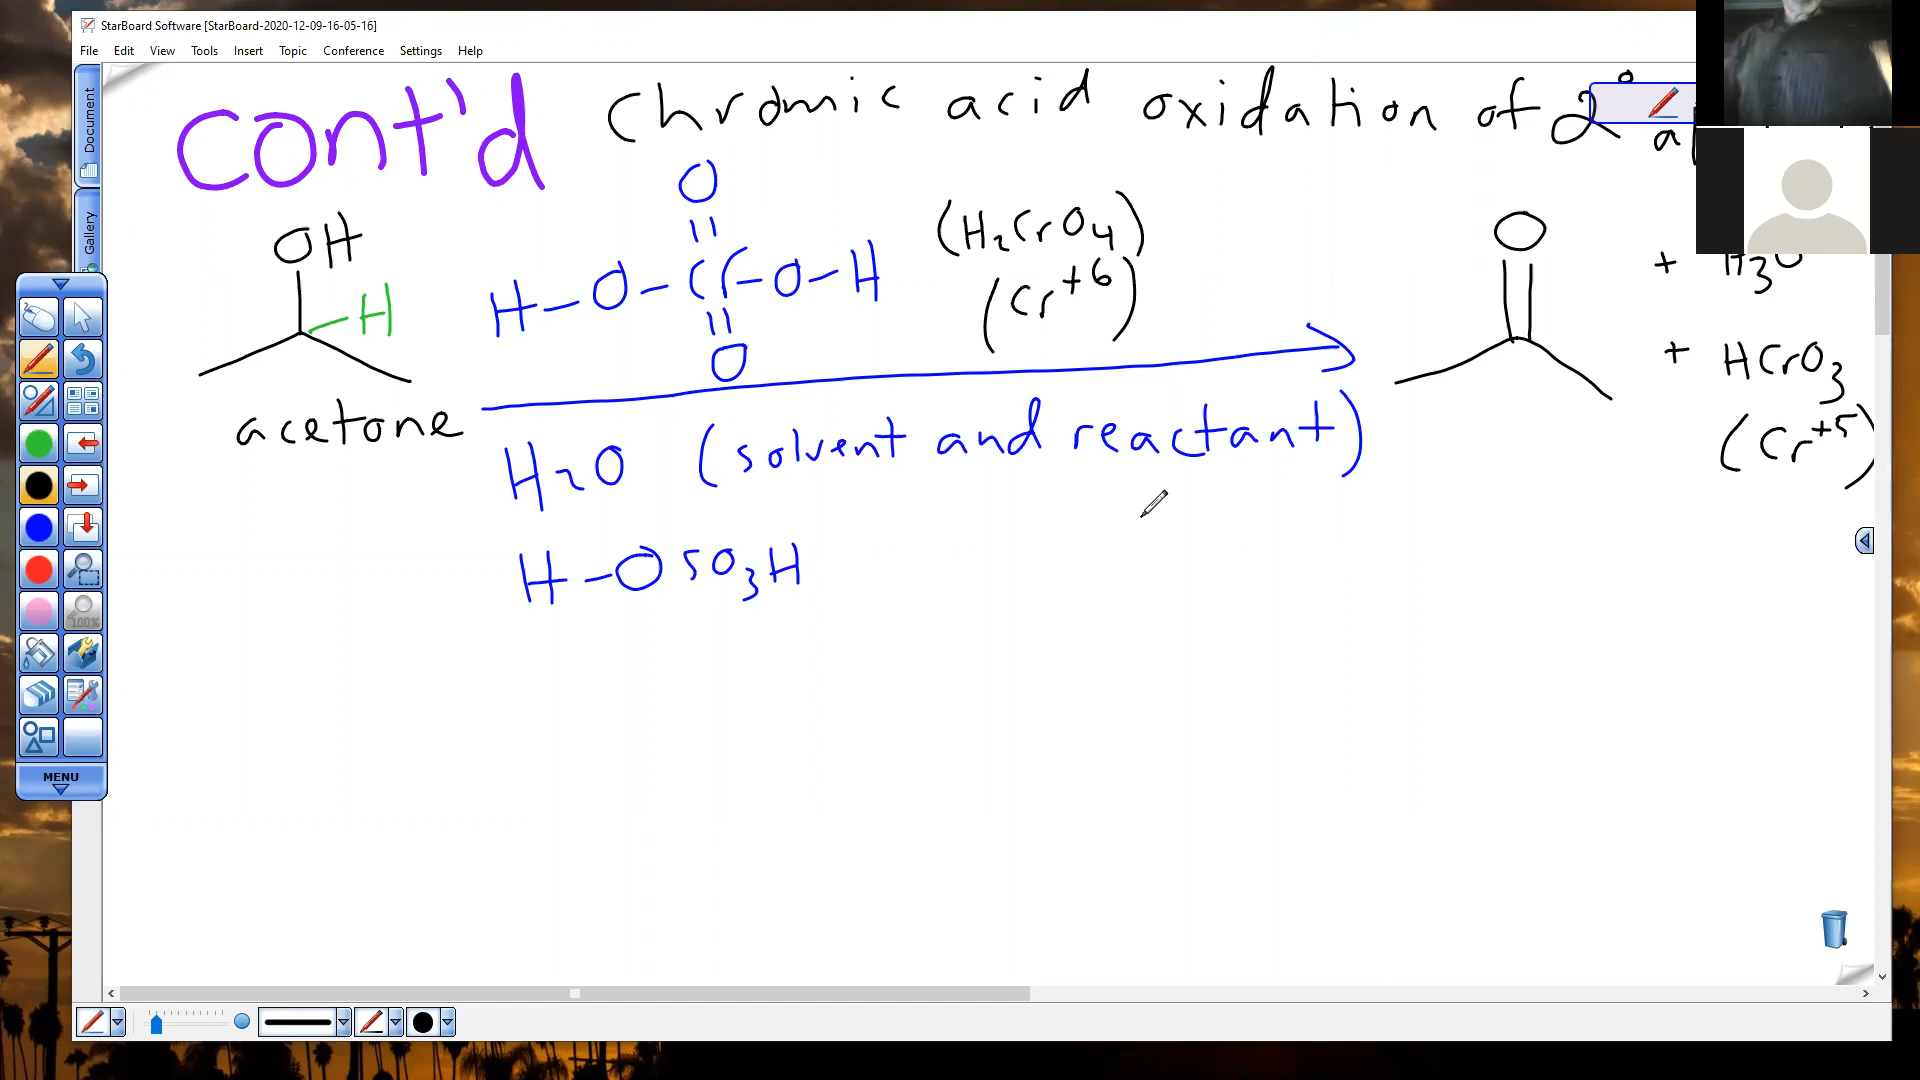 StarBoard Software [StarBoard-2020-12-09-16-05-16]
File Edit View Tools Insert Topic Conference Settings Help
Document
Gallery
cont'd chromic acid oxidation of 2°
O
OH
H
H-O-Cr-O-H
O
(H2CrO4)
(Cr+6)
O
+ H3O
+ HCrO3
(Cr+5)
acetone
H2O (solvent and reactant)
H-OSO3H
100%
MENU